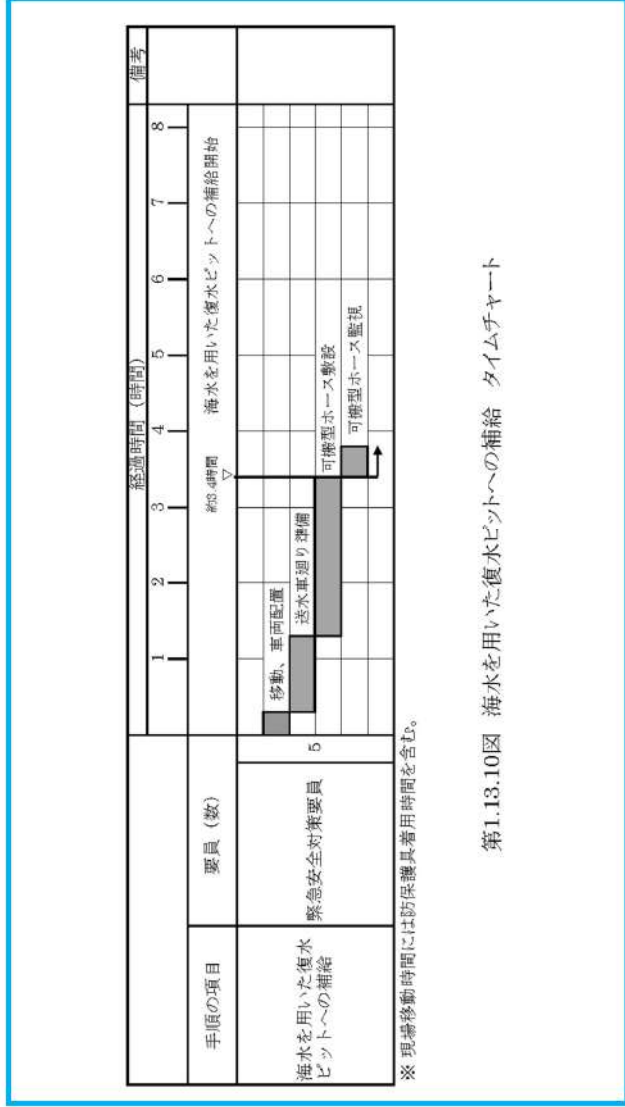 経過時間（時間）
備考
1
2
3
4
5
6
7
8
手順の項目
要員（数）
約3.4時間
▽
海水を用いた復水ピットへの補給開始
海水を用いた復水
ピットへの補給
緊急安全対策要員
5
移動、車両配置
送水車廻り準備
可搬型ホース敷設
可搬型ホース監視
※ 現場移動時間には防保護具着用時間を含む。
第1.13.10図 海水を用いた復水ピットへの補給 タイムチャート